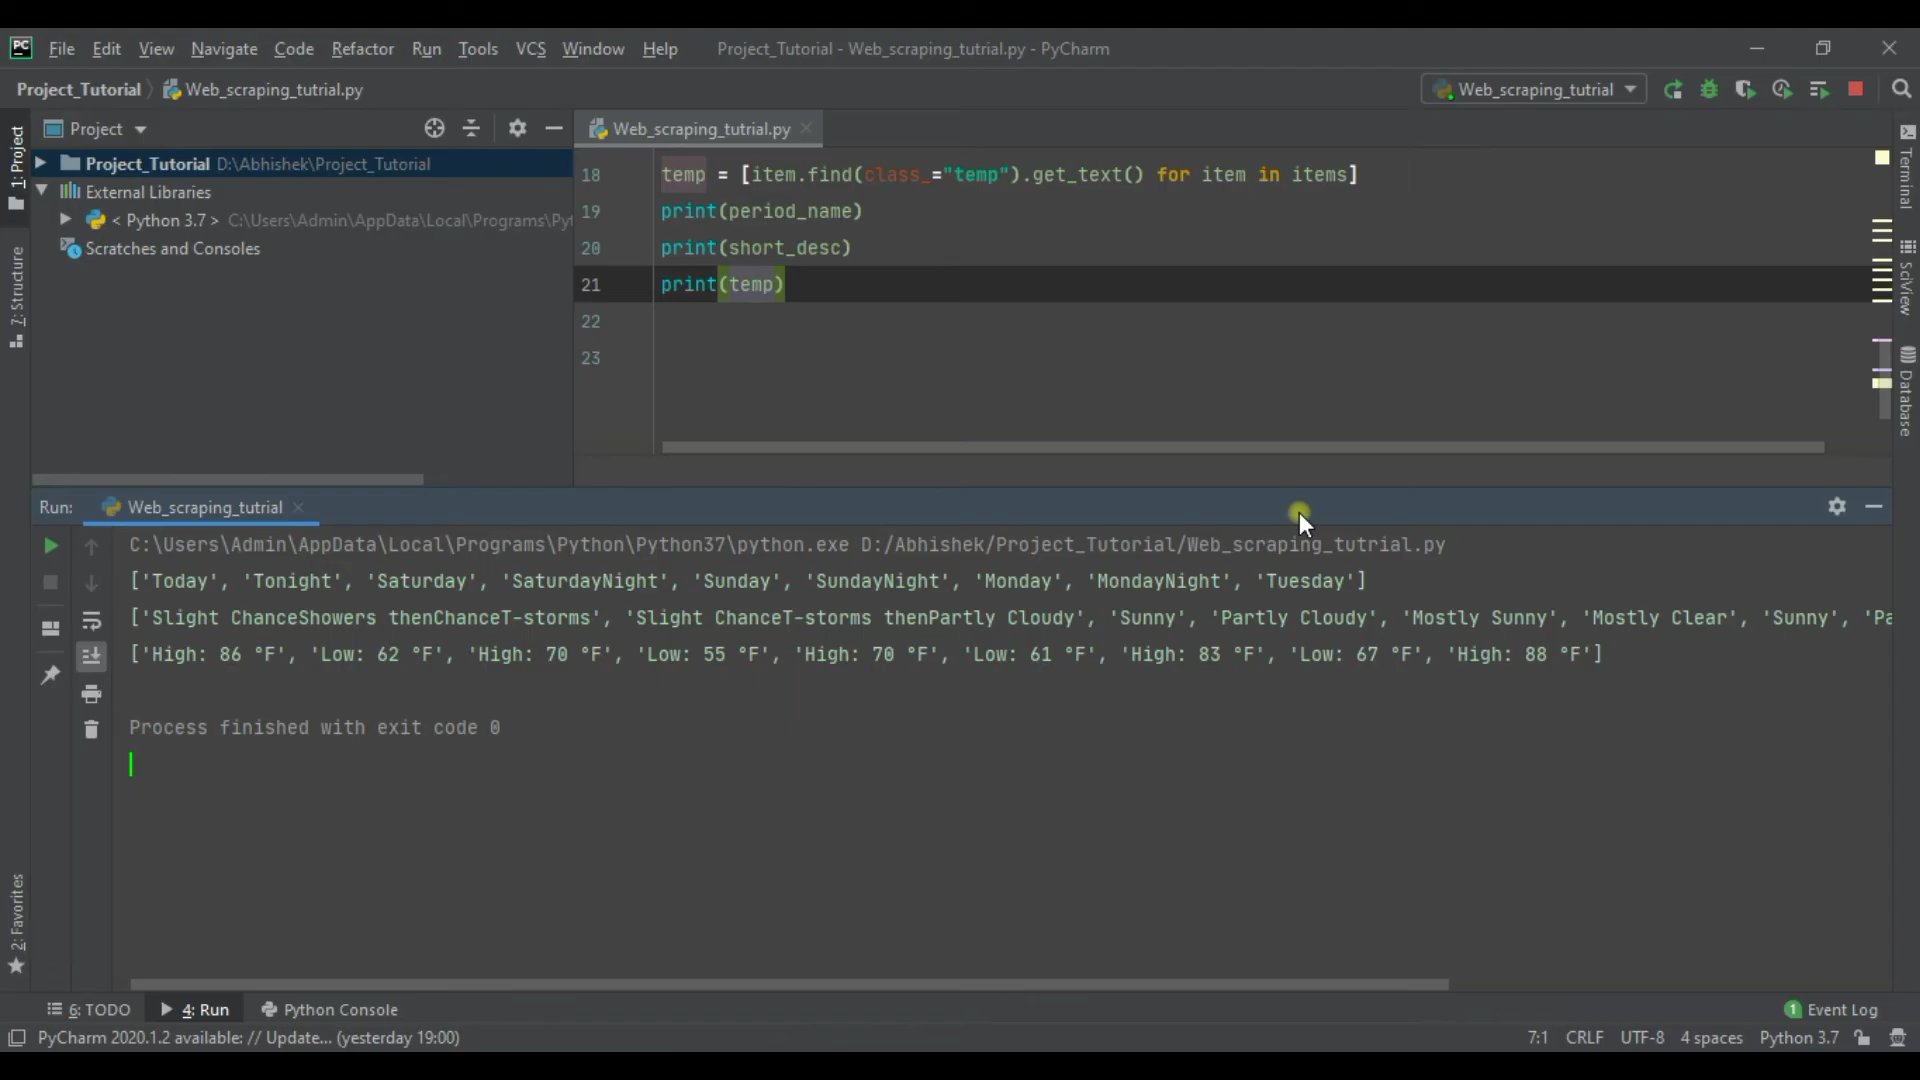 PC File Edit View Navigate Code Refactor Run Tools VCS Window Help Project_Tutorial - Web_scraping_tutrial.py - PyCharm
Project_Tutorial Web_scraping_tutrial.py Web_scraping_tutrial
1: Project
7: Structure
2: Favorites
Project
Project_Tutorial D:\Abhishek\Project_Tutorial
External Libraries
< Python 3.7 > C:\Users\Admin\AppData\Local\Programs\Pyt
Scratches and Consoles
Web_scraping_tutrial.py
18 temp = [item.find(class_="temp").get_text() for item in items]
19 print(period_name)
20 print(short_desc)
21 print(temp)
22
23
Terminal
SciView
Database
Run: Web_scraping_tutrial
C:\Users\Admin\AppData\Local\Programs\Python\Python37\python.exe D:/Abhishek/Project_Tutorial/Web_scraping_tutrial.py
['Today', 'Tonight', 'Saturday', 'SaturdayNight', 'Sunday', 'SundayNight', 'Monday', 'MondayNight', 'Tuesday']
['Slight ChanceShowers thenChanceT-storms', 'Slight ChanceT-storms thenPartly Cloudy', 'Sunny', 'Partly Cloudy', 'Mostly Sunny', 'Mostly Clear', 'Sunny', 'Pa
['High: 86 °F', 'Low: 62 °F', 'High: 70 °F', 'Low: 55 °F', 'High: 70 °F', 'Low: 61 °F', 'High: 83 °F', 'Low: 67 °F', 'High: 88 °F']
Process finished with exit code 0
6: TODO 4: Run Python Console 1 Event Log
PyCharm 2020.1.2 available: // Update... (yesterday 19:00) 7:1 CRLF UTF-8 4 spaces Python 3.7